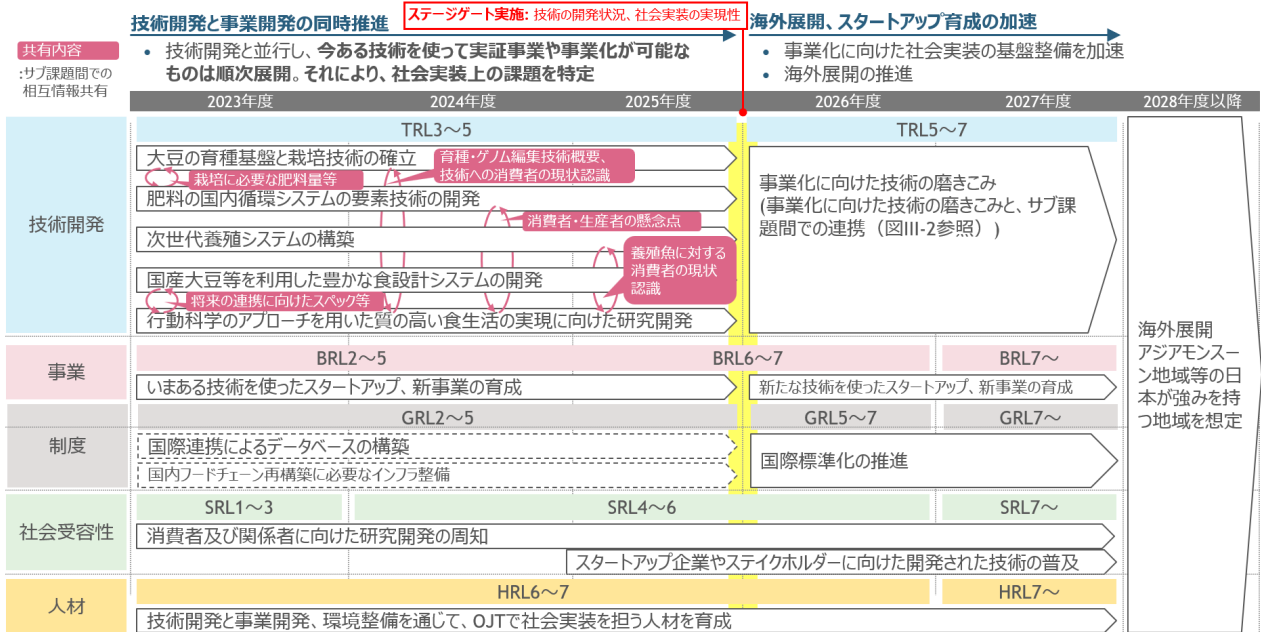 技術開発と事業開発の同時推進
ステージゲート実施: 技術の開発状況、社会実装の実現性
海外展開、スタートアップ育成の加速
共有内容
:サブ課題間での
相互情報共有
• 技術開発と並行し、今ある技術を使って実証事業や事業化が可能な
ものは順次展開。それにより、社会実装上の課題を特定
• 事業化に向けた社会実装の基盤整備を加速
• 海外展開の推進
2023年度
2024年度
2025年度
2026年度
2027年度
2028年度以降
技術開発
TRL3～5
TRL5～7
大豆の育種基盤と栽培技術の確立
育種・ゲノム編集技術概要、
技術への消費者の現状認識
栽培に必要な肥料量等
肥料の国内循環システムの要素技術の開発
消費者・生産者の懸念点
次世代養殖システムの構築
養殖魚に対する
消費者の現状
認識
国産大豆等を利用した豊かな食設計システムの開発
将来の連携に向けたスペック等
行動科学のアプローチを用いた質の高い食生活の実現に向けた研究開発
事業化に向けた技術の磨きこみ
(事業化に向けた技術の磨きこみと、サブ課
題間での連携（図III-2参照）)
事業
BRL2～5
BRL6～7
BRL7～
いまある技術を使ったスタートアップ、新事業の育成
新たな技術を使ったスタートアップ、新事業の育成
制度
GRL2～5
GRL5～7
GRL7～
国際連携によるデータベースの構築
国内フードチェーン再構築に必要なインフラ整備
国際標準化の推進
社会受容性
SRL1～3
SRL4～6
SRL7～
消費者及び関係者に向けた研究開発の周知
スタートアップ企業やステイクホルダーに向けた開発された技術の普及
人材
HRL6～7
HRL7～
技術開発と事業開発、環境整備を通じて、OJTで社会実装を担う人材を育成
海外展開
アジアモンスー
ン地域等の日
本が強みを持
つ地域を想定